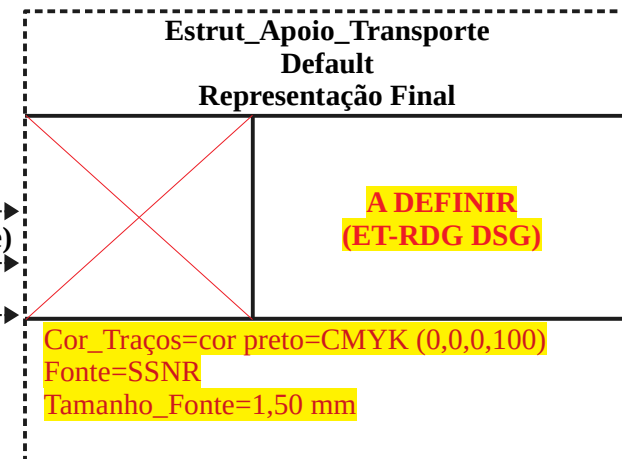 Estrut_Apoio_Transporte
Default
Representação Final
A DEFINIR
(ET-RDG DSG)
Cor_Traços=cor preto=CMYK (0,0,0,100)
Fonte=SSNR
Tamanho_Fonte=1,50 mm